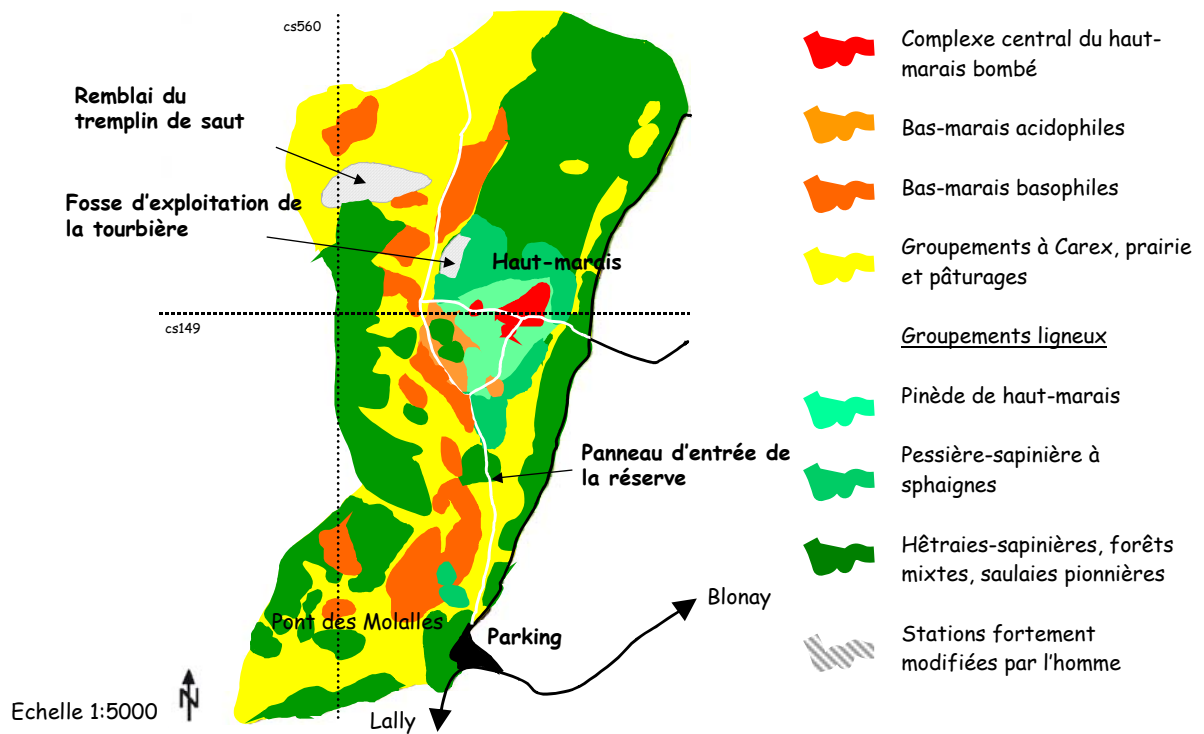 cs560
Remblai du
tremplin de saut
Fosse d’exploitation de
la tourbière
Haut-marais
cs149
Panneau d’entrée de
la réserve
Pont des Molalles
Parking
Blonay
Lally
Echelle 1:5000
N
Complexe central du haut-
marais bombé
Bas-marais acidophiles
Bas-marais basophiles
Groupements à Carex, prairie
et pâturages
Groupements ligneux
Pinède de haut-marais
Pessière-sapinière à
sphaignes
Hêtraies-sapinières, forêts
mixtes, saulaies pionnières
Stations fortement
modifiées par l’homme